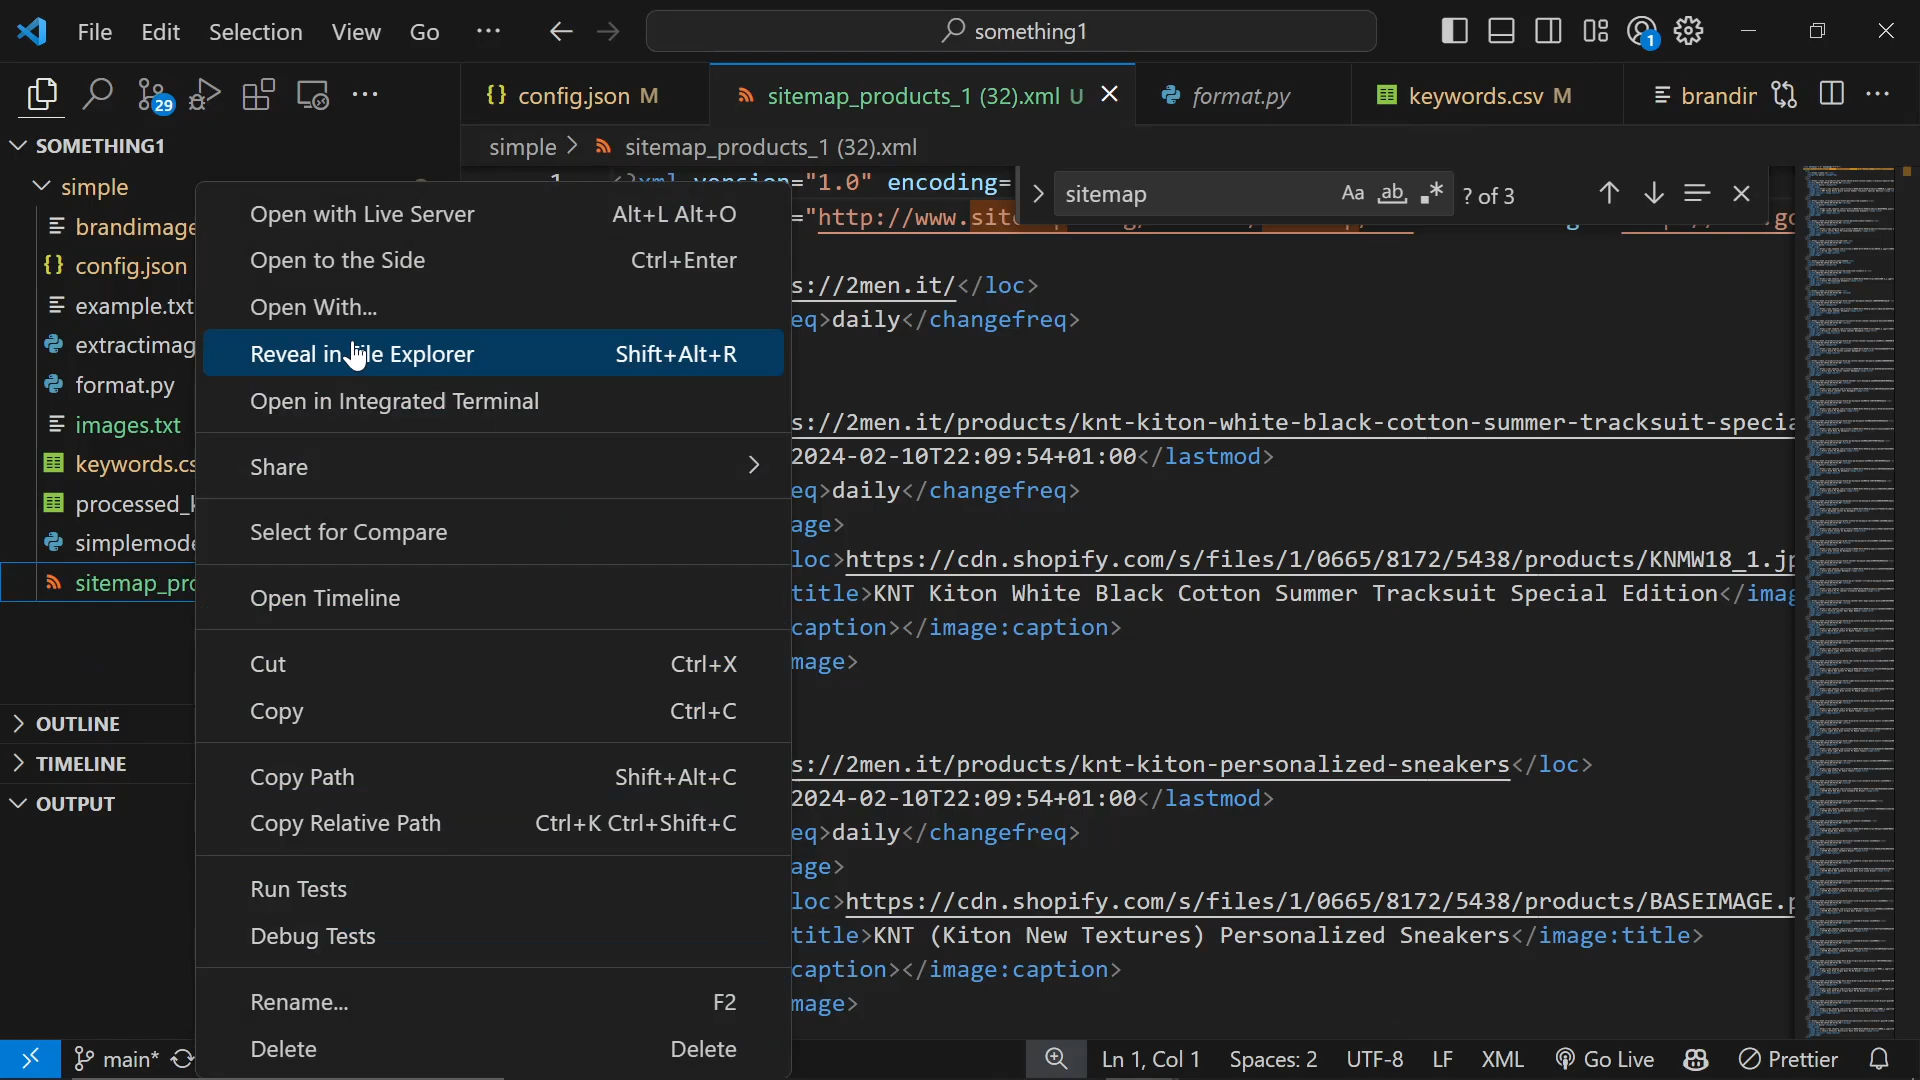 File Edit Selection View Go ··· something1 1
29 ···
config.json M
sitemap_products_1 (32).xml U
format.py
keywords.csv M
brandir
SOMETHING1
simple > sitemap_products_1 (32).xml
simple
brandimage
config.json
example.txt
extractimag
format.py
images.txt
keywords.cs
processed_k
simplemode
sitemap_pro
OUTLINE
TIMELINE
OUTPUT
Open with Live Server Alt+L Alt+O
Open to the Side Ctrl+Enter
Open With...
Reveal in File Explorer Shift+Alt+R
Open in Integrated Terminal
Share
Select for Compare
Open Timeline
Cut Ctrl+X
Copy Ctrl+C
Copy Path Shift+Alt+C
Copy Relative Path Ctrl+K Ctrl+Shift+C
Run Tests
Debug Tests
Rename... F2
Delete Delete
sitemap Aa ab .* ? of 3
1 <?xml version="1.0" encoding=
="http://www.sit
s://2men.it/</loc>
eq>daily</changefreq>
s://2men.it/products/knt-kiton-white-black-cotton-summer-tracksuit-specia
2024-02-10T22:09:54+01:00</lastmod>
eq>daily</changefreq>
age>
loc>https://cdn.shopify.com/s/files/1/0665/8172/5438/products/KNMW18_1.jp
title>KNT Kiton White Black Cotton Summer Tracksuit Special Edition</imag
caption></image:caption>
mage>
s://2men.it/products/knt-kiton-personalized-sneakers</loc>
2024-02-10T22:09:54+01:00</lastmod>
eq>daily</changefreq>
age>
loc>https://cdn.shopify.com/s/files/1/0665/8172/5438/products/BASEIMAGE.p
title>KNT (Kiton New Textures) Personalized Sneakers</image:title>
caption></image:caption>
mage>
main* Ln 1, Col 1 Spaces: 2 UTF-8 LF XML Go Live Prettier